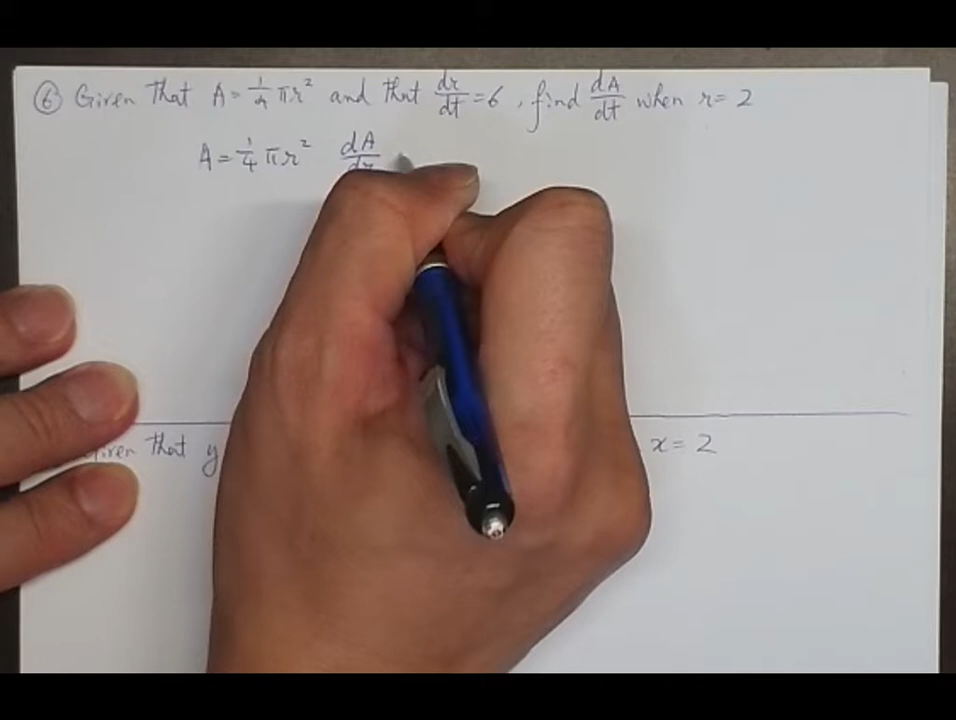 ⑥ Given that A = 1/4 πr² and that dr/dt = 6, find dA/dt when r = 2
A = 1/4 πr² dA/dr
Given that y x = 2